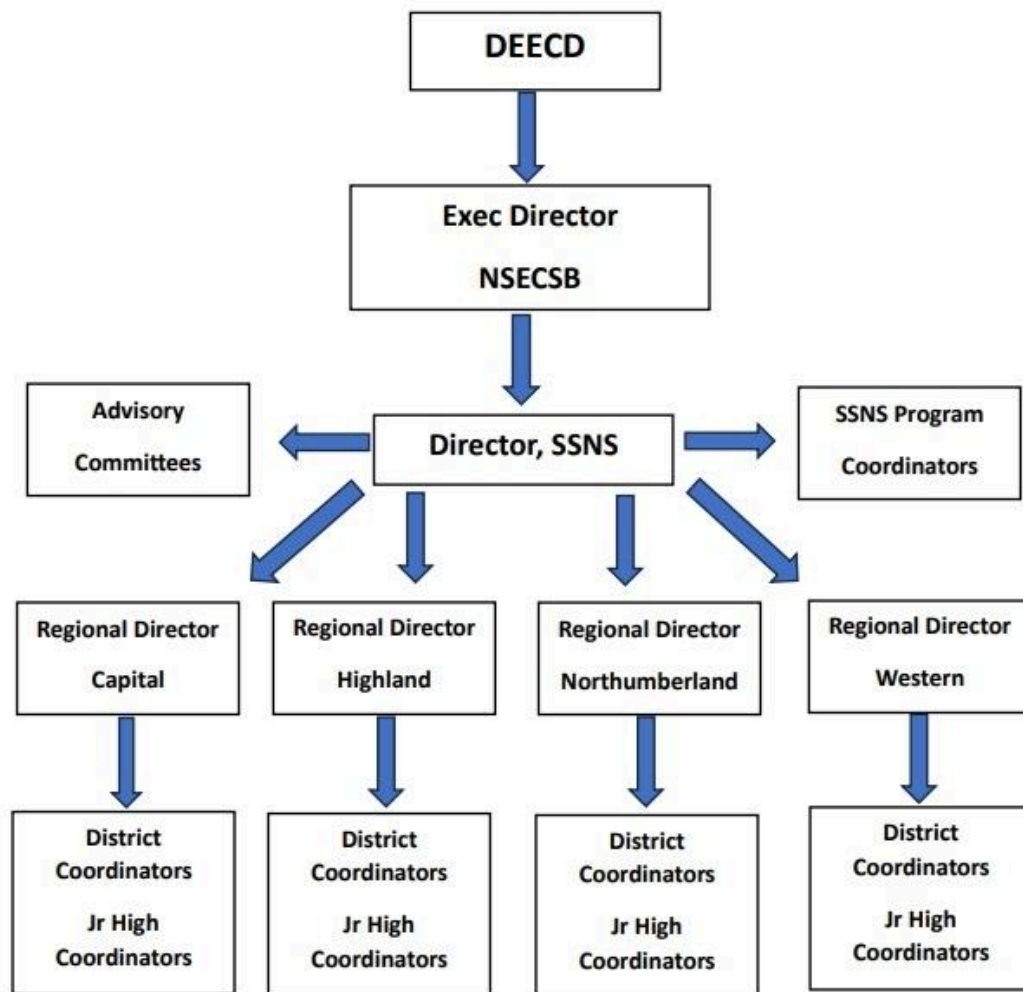 DEECD
Exec Director
NSECSB
Advisory
Committees
Director, SSNS
SSNS Program
Coordinators
Regional Director
Capital
Regional Director
Highland
Regional Director
Northumberland
Regional Director
Western
District
Coordinators
Jr High
Coordinators
District
Coordinators
Jr High
Coordinators
District
Coordinators
Jr High
Coordinators
District
Coordinators
Jr High
Coordinators